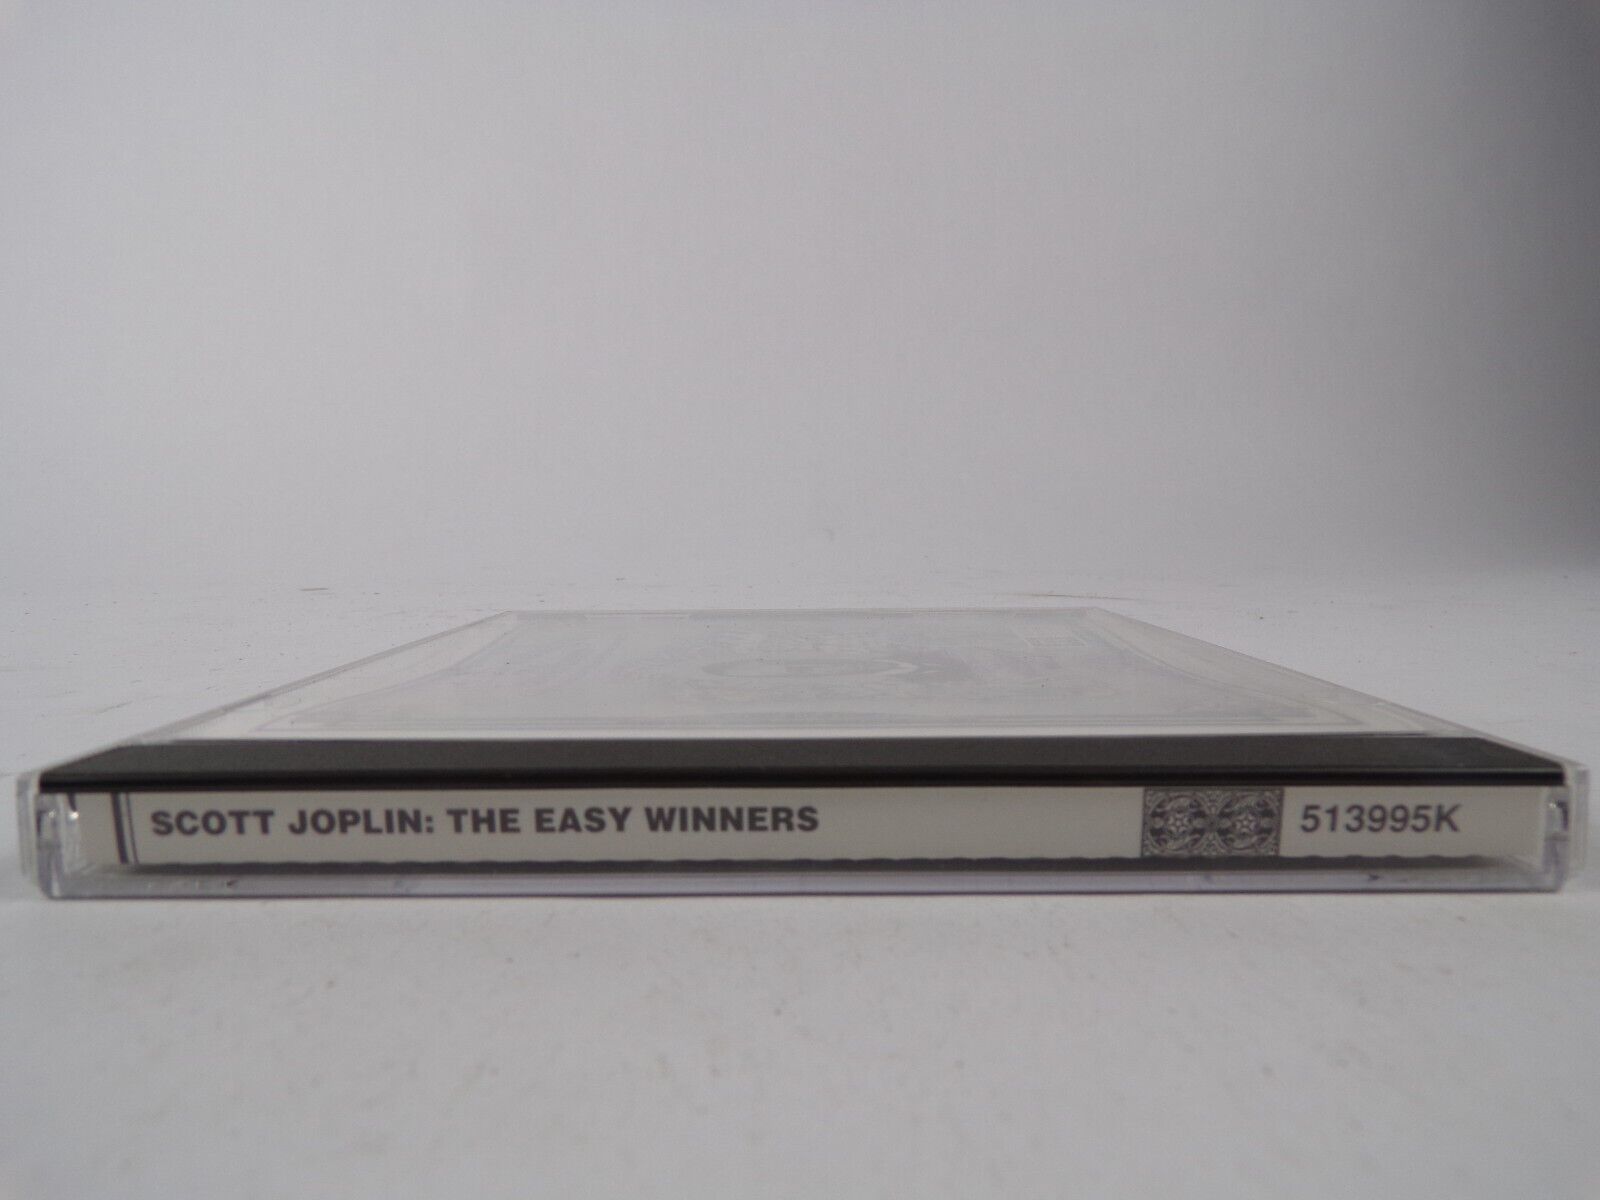 SCOTT JOPLIN: THE EASY WINNERS 513995K